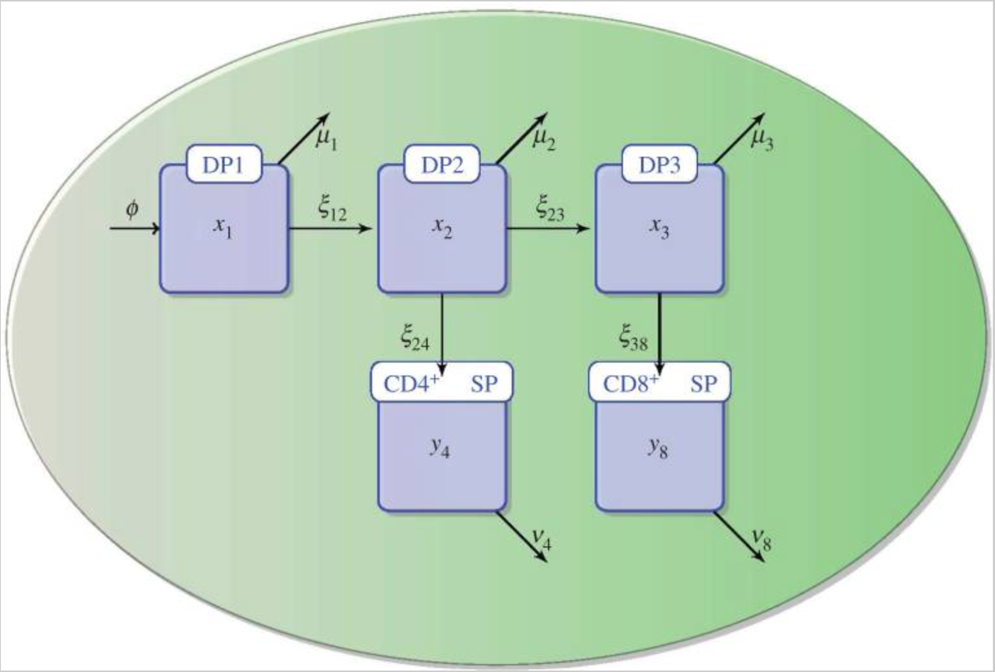 μ₁ μ₂ μ₃
DP1 DP2 DP3
ϕ x₁ ξ₁₂ x₂ ξ₂₃ x₃
ξ₂₄ ξ₃₈
CD4⁺ SP CD8⁺ SP
y₄ y₈
ν₄ ν₈